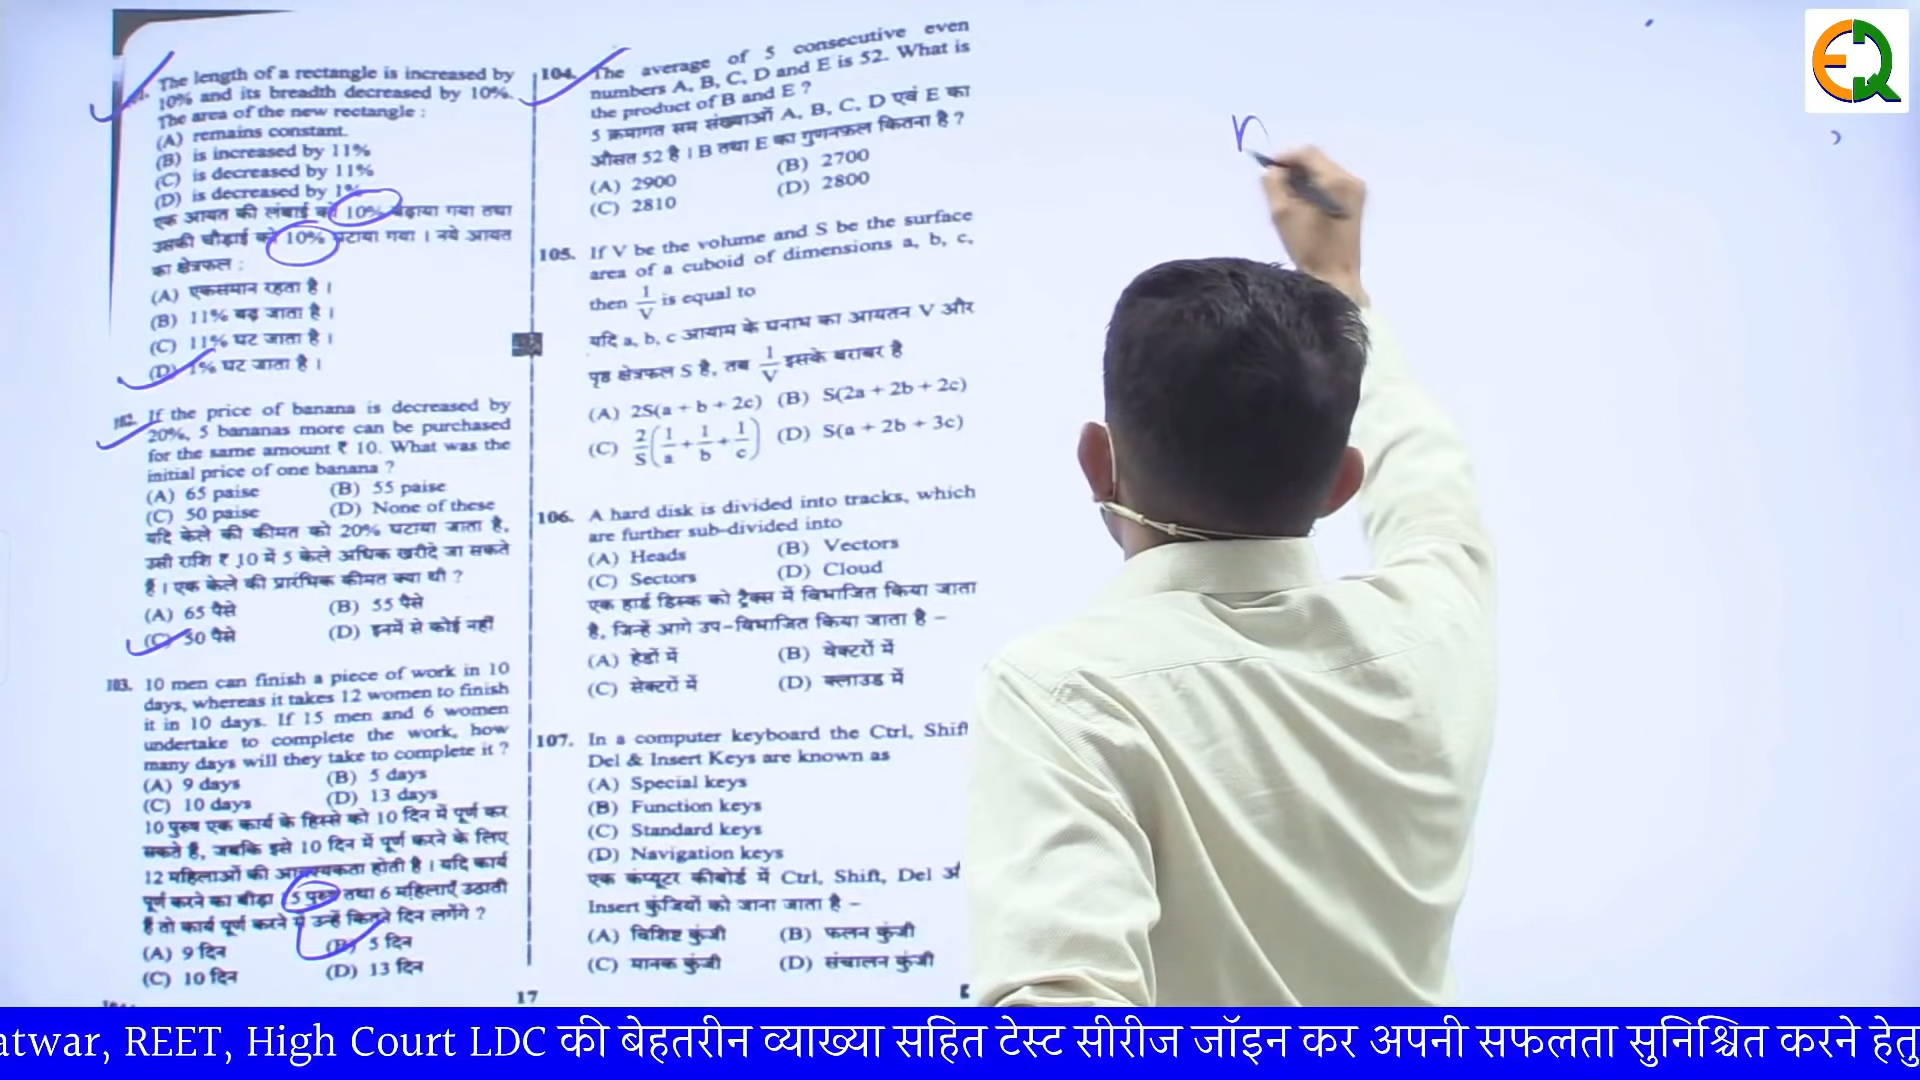 The length of a rectangle is increased by
10% and its breadth decreased by 10%.
The area of the new rectangle :
(A) remains constant.
(B) is increased by 11%
(C) is decreased by 11%
(D) is decreased by 1%
एक आयत की लंबाई को 10% बढ़ाया गया तथा
उसकी चौड़ाई को 10% घटाया गया । नये आयत
का क्षेत्रफल :
(A) एकसमान रहता है ।
(B) 11% बढ़ जाता है ।
(C) 11% घट जाता है ।
(D) 1% घट जाता है ।
102. If the price of banana is decreased by
20%, 5 bananas more can be purchased
for the same amount ₹ 10. What was the
initial price of one banana ?
(A) 65 paise (B) 55 paise
(C) 50 paise (D) None of these
यदि केले की कीमत को 20% घटाया जाता है,
उसी राशि ₹ 10 में 5 केले अधिक खरीदे जा सकते
हैं । एक केले की प्रारंभिक कीमत क्या थी ?
(A) 65 पैसे (B) 55 पैसे
(C) 50 पैसे (D) इनमें से कोई नहीं
103. 10 men can finish a piece of work in 10
days, whereas it takes 12 women to finish
it in 10 days. If 15 men and 6 women
undertake to complete the work, how
many days will they take to complete it ?
(A) 9 days (B) 5 days
(C) 10 days (D) 13 days
10 पुरुष एक कार्य के हिस्से को 10 दिन में पूर्ण कर
सकते हैं, जबकि इसे 10 दिन में पूर्ण करने के लिए
12 महिलाओं की आवश्यकता होती है । यदि कार्य
पूर्ण करने का बीड़ा 15 पुरुष तथा 6 महिलाएँ उठाती
हैं तो कार्य पूर्ण करने में उन्हें कितने दिन लगेंगे ?
(A) 9 दिन (B) 5 दिन
(C) 10 दिन (D) 13 दिन
104. The average of 5 consecutive even
numbers A, B, C, D and E is 52. What is
the product of B and E ?
5 क्रमागत सम संख्याओं A, B, C, D एवं E का
औसत 52 है । B तथा E का गुणनफल कितना है ?
(A) 2900 (B) 2700
(C) 2810 (D) 2800
105. If V be the volume and S be the surface
area of a cuboid of dimensions a, b, c,
then 1/V is equal to
यदि a, b, c आयाम के घनाभ का आयतन V और
पृष्ठ क्षेत्रफल S है, तब 1/V इसके बराबर है
(A) 2S(a + b + 2c) (B) S(2a + 2b + 2c)
(C) 2/S(1/a + 1/b + 1/c) (D) S(a + 2b + 3c)
106. A hard disk is divided into tracks, which
are further sub-divided into
(A) Heads (B) Vectors
(C) Sectors (D) Cloud
एक हार्ड डिस्क को ट्रैक्स में विभाजित किया जाता
है, जिन्हें आगे उप-विभाजित किया जाता है –
(A) हेडों में (B) वेक्टरों में
(C) सेक्टरों में (D) क्लाउड में
107. In a computer keyboard the Ctrl, Shift
Del & Insert Keys are known as
(A) Special keys
(B) Function keys
(C) Standard keys
(D) Navigation keys
एक कंप्यूटर कीबोर्ड में Ctrl, Shift, Del औ
Insert कुंजियों को जाना जाता है –
(A) विशिष्ट कुंजी (B) फलन कुंजी
(C) मानक कुंजी (D) संचालन कुंजी
17
EQ
atwar, REET, High Court LDC की बेहतरीन व्याख्या सहित टेस्ट सीरीज जॉइन कर अपनी सफलता सुनिश्चित करने हेतु